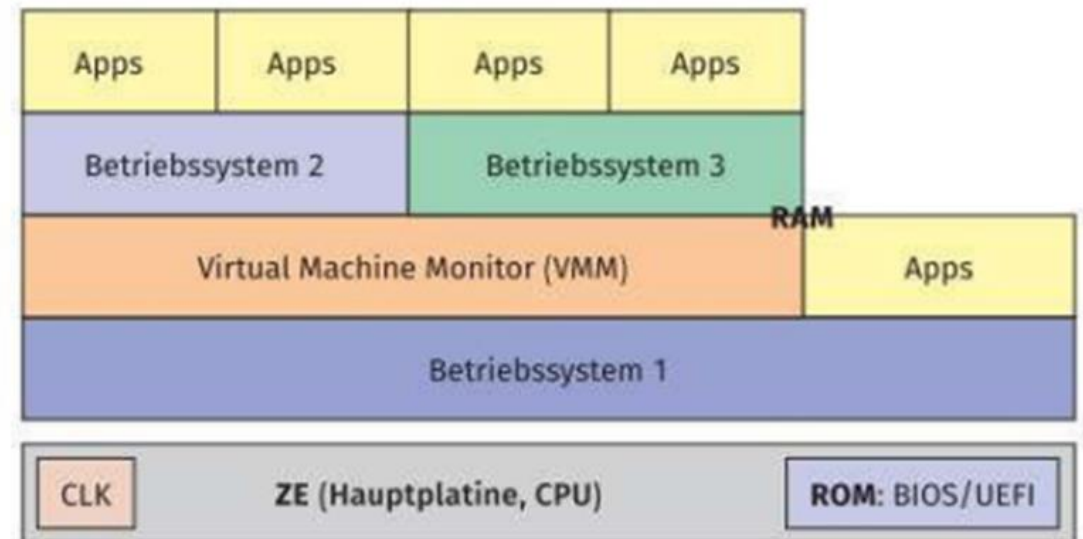 Apps Apps Apps Apps
Betriebssystem 2 Betriebssystem 3
RAM
Virtual Machine Monitor (VMM) Apps
Betriebssystem 1
CLK ZE (Hauptplatine, CPU) ROM: BIOS/UEFI